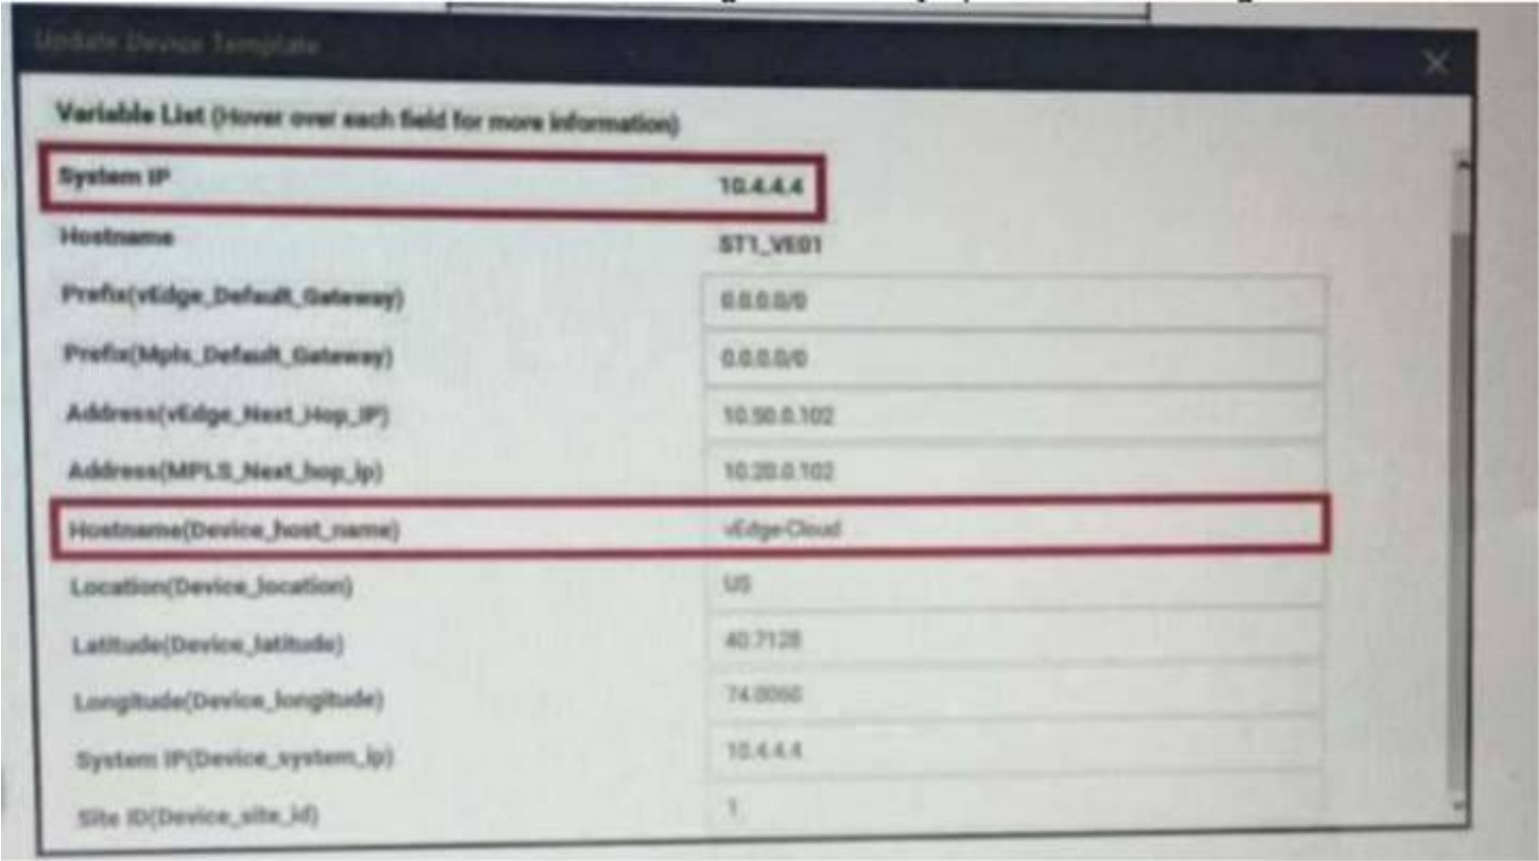 Update Device Template
Variable List (Hover over each field for more information)
System IP 10.4.4.4
Hostname ST1_VE01
Prefix(vEdge_Default_Gateway) 0.0.0.0/0
Prefix(Mpls_Default_Gateway) 0.0.0.0/0
Address(vEdge_Next_Hop_IP) 10.50.0.102
Address(MPLS_Next_hop_ip) 10.20.0.102
Hostname(Device_host_name) vEdge-Cloud
Location(Device_location) US
Latitude(Device_latitude) 40.7128
Longitude(Device_longitude) 74.0060
System IP(Device_system_ip) 10.4.4.4
Site ID(Device_site_id) 1